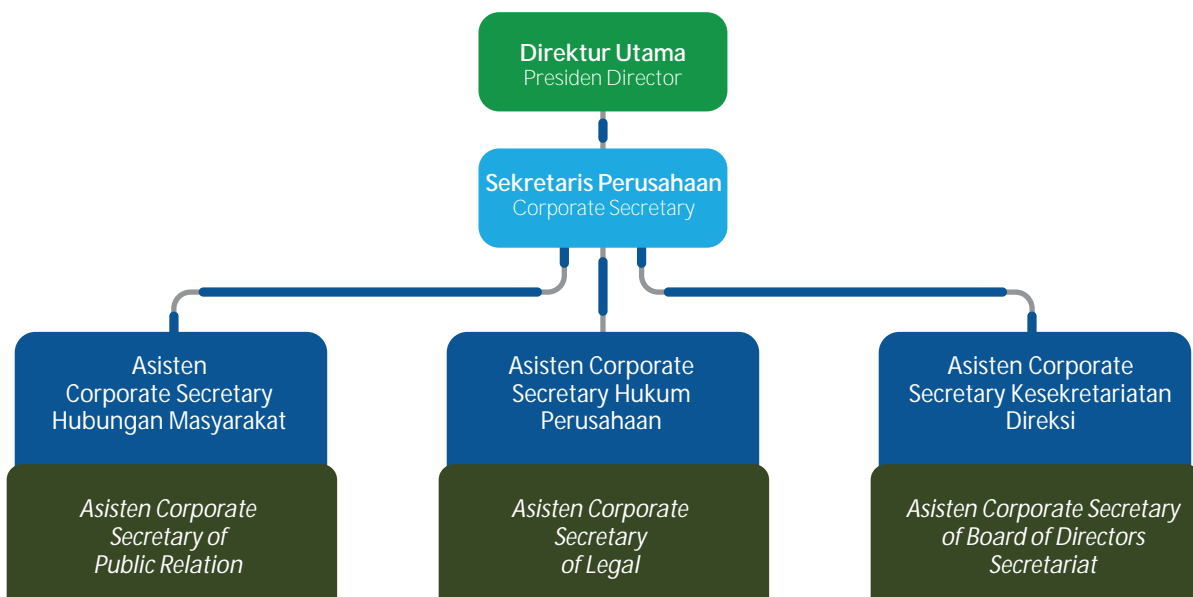 Direktur Utama
Presiden Director
Sekretaris Perusahaan
Corporate Secretary
Asisten
Corporate Secretary
Hubungan Masyarakat
Asisten Corporate
Secretary of
Public Relation
Asisten Corporate
Secretary Hukum
Perusahaan
Asisten Corporate
Secretary
of Legal
Asisten Corporate
Secretary Kesekretariatan
Direksi
Asisten Corporate Secretary
of Board of Directors
Secretariat